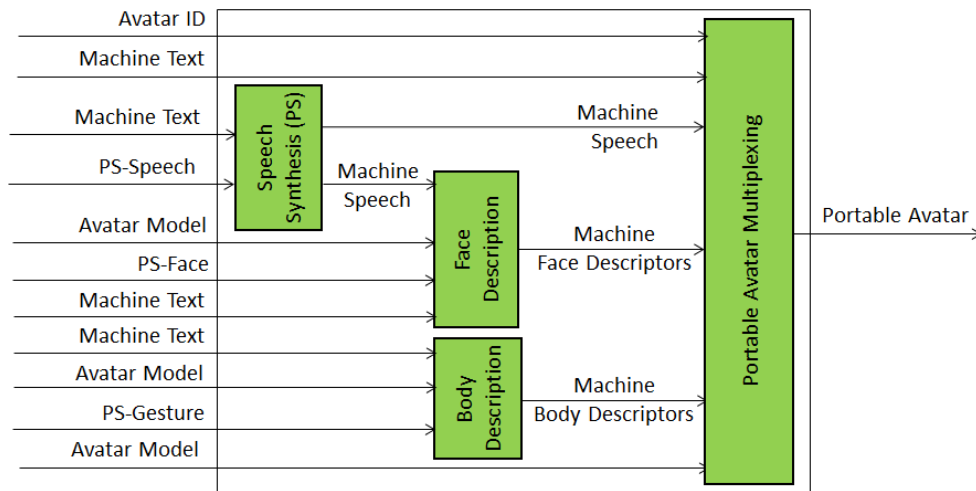 Avatar ID
Machine Text
Machine Text
PS-Speech
Speech
Synthesis (PS)
Machine
Speech
Machine
Speech
Avatar Model
PS-Face
Machine Text
Face
Description
Machine
Face Descriptors
Machine Text
Avatar Model
PS-Gesture
Body
Description
Machine
Body Descriptors
Avatar Model
Portable Avatar Multiplexing
Portable Avatar